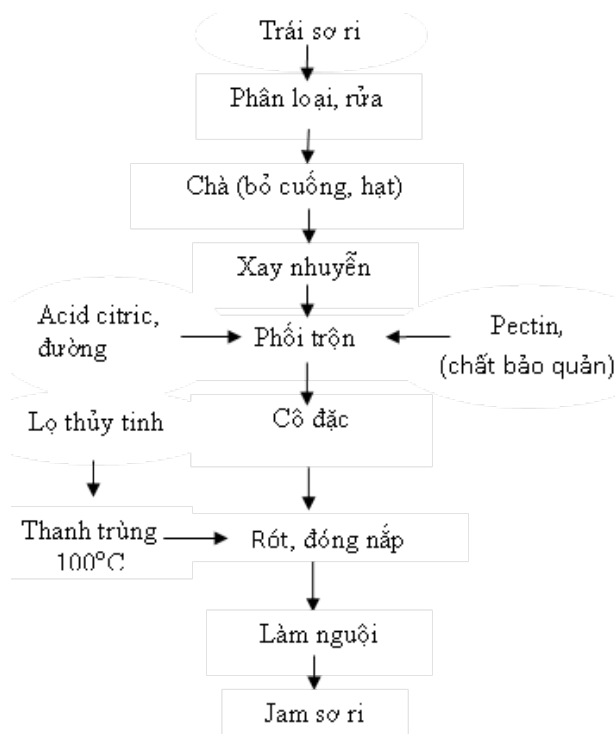 Trái sơ ri
Phân loại, rửa
Chà (bỏ cuống, hạt)
Xay nhuyễn
Acid citric,
đường
Phối trộn
Pectin,
(chất bảo quản)
Lọ thủy tinh
Cô đặc
Thanh trùng
100°C
Rót, đóng nắp
Làm nguội
Jam sơ ri